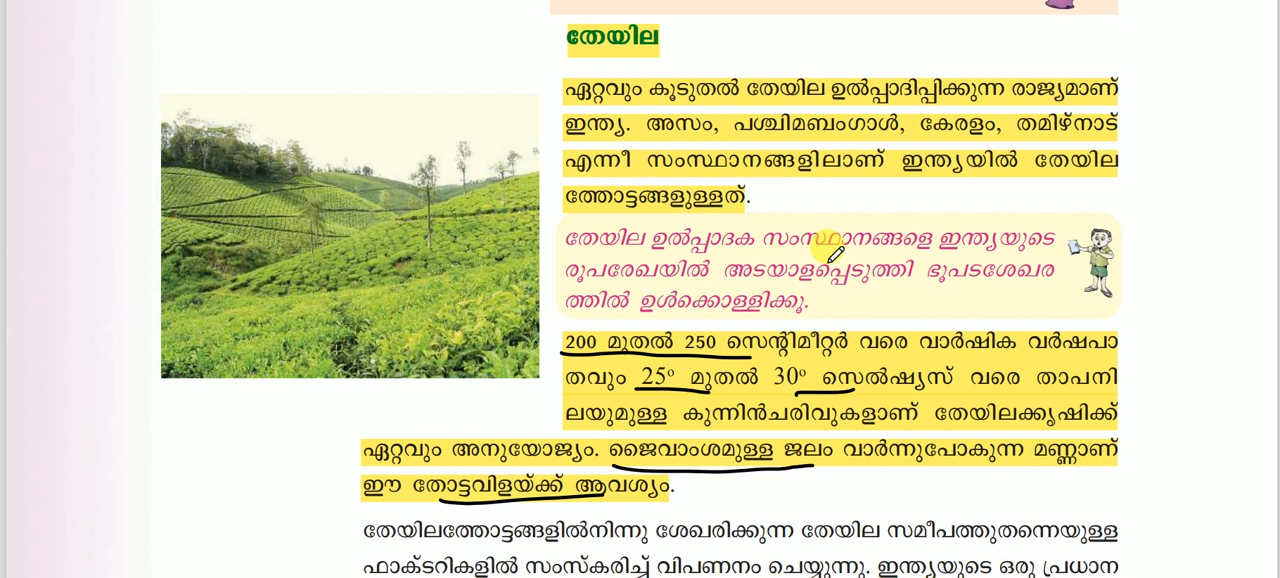 തേയില
ഏറ്റവും കൂടുതൽ തേയില ഉൽപ്പാദിപ്പിക്കുന്ന രാജ്യമാണ്
ഇന്ത്യ. അസം, പശ്ചിമബംഗാൾ, കേരളം, തമിഴ്നാട്
എന്നീ സംസ്ഥാനങ്ങളിലാണ് ഇന്ത്യയിൽ തേയില
ത്തോട്ടങ്ങളുള്ളത്.
തേയില ഉൽപ്പാദക സംസ്ഥാനങ്ങളെ ഇന്ത്യയുടെ
രൂപരേഖയിൽ അടയാളപ്പെടുത്തി ഭൂപടശേഖര
ത്തിൽ ഉൾക്കൊള്ളിക്കൂ.
200 മുതൽ 250 സെന്റിമീറ്റർ വരെ വാർഷിക വർഷപാ
തവും 25° മുതൽ 30° സെൽഷ്യസ് വരെ താപനി
ലയുമുള്ള കുന്നിൻചരിവുകളാണ് തേയിലക്കൃഷിക്ക്
ഏറ്റവും അനുയോജ്യം. ജൈവാംശമുള്ള ജലം വാർന്നുപോകുന്ന മണ്ണാണ്
ഈ തോട്ടവിളയ്ക്ക് ആവശ്യം.
തേയിലത്തോട്ടങ്ങളിൽനിന്നു ശേഖരിക്കുന്ന തേയില സമീപത്തുതന്നെയുള്ള
ഫാക്ടറികളിൽ സംസ്കരിച്ച് വിപണനം ചെയ്യുന്നു. ഇന്ത്യയുടെ ഒരു പ്രധാന